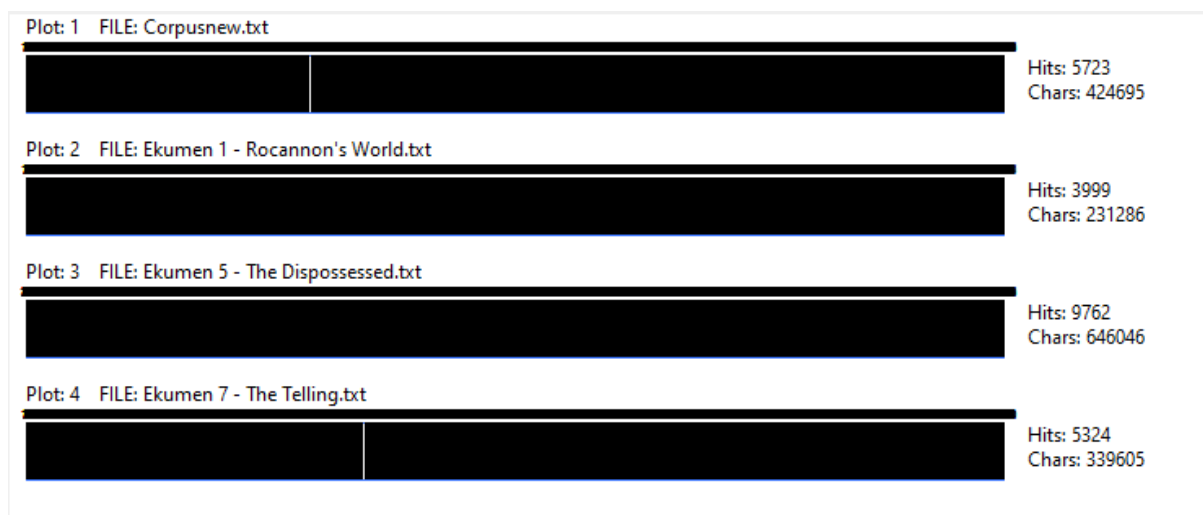 Plot: 1 FILE: Corpusnew.txt
Hits: 5723
Chars: 424695
Plot: 2 FILE: Ekumen 1 - Rocannon's World.txt
Hits: 3999
Chars: 231286
Plot: 3 FILE: Ekumen 5 - The Dispossessed.txt
Hits: 9762
Chars: 646046
Plot: 4 FILE: Ekumen 7 - The Telling.txt
Hits: 5324
Chars: 339605